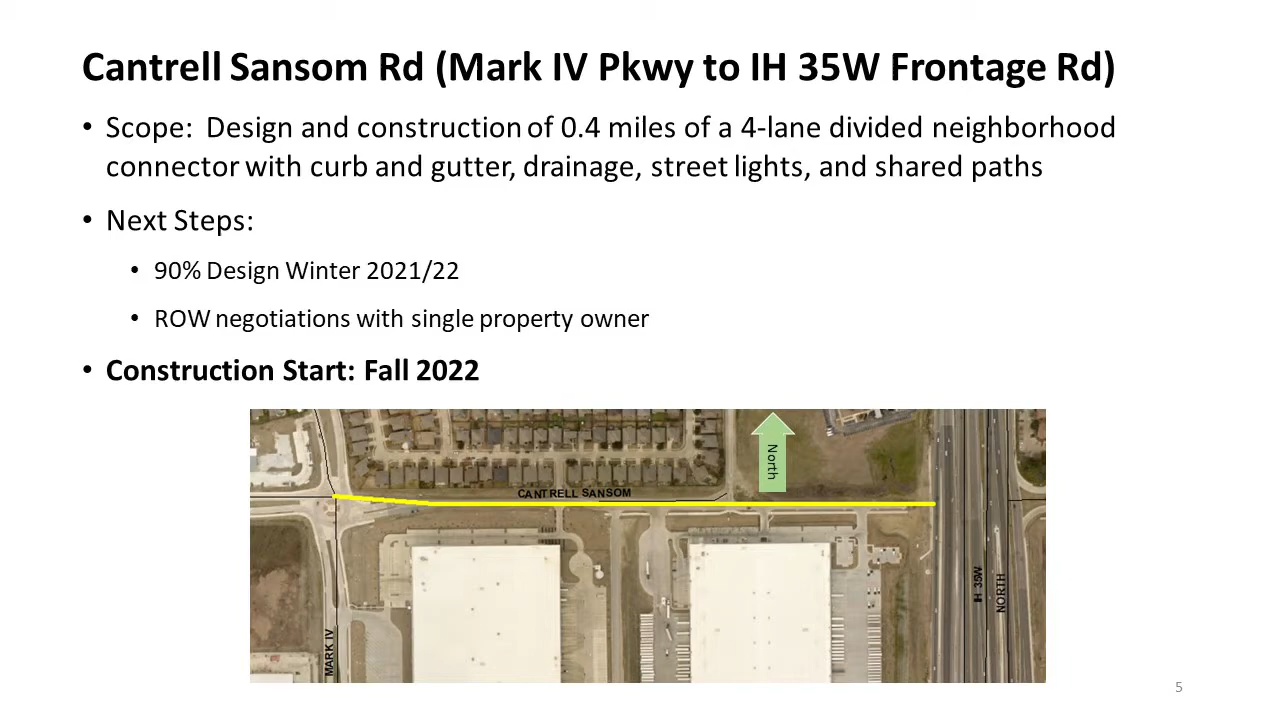 Cantrell Sansom Rd (Mark IV Pkwy to IH 35W Frontage Rd)
• Scope: Design and construction of 0.4 miles of a 4-lane divided neighborhood
connector with curb and gutter, drainage, street lights, and shared paths
• Next Steps:
• 90% Design Winter 2021/22
• ROW negotiations with single property owner
• Construction Start: Fall 2022
North
CANTRELL SANSOM
MARK IV
IH 35W
NORTH
5